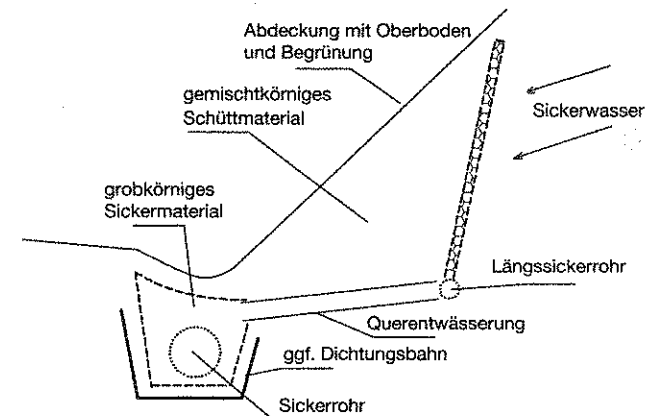 Abdeckung mit Oberboden
und Begrünung
gemischtkörniges
Schüttmaterial
Sickerwasser
grobkörniges
Sickermaterial
Längssickerrohr
Querentwässerung
ggf. Dichtungsbahn
Sickerrohr